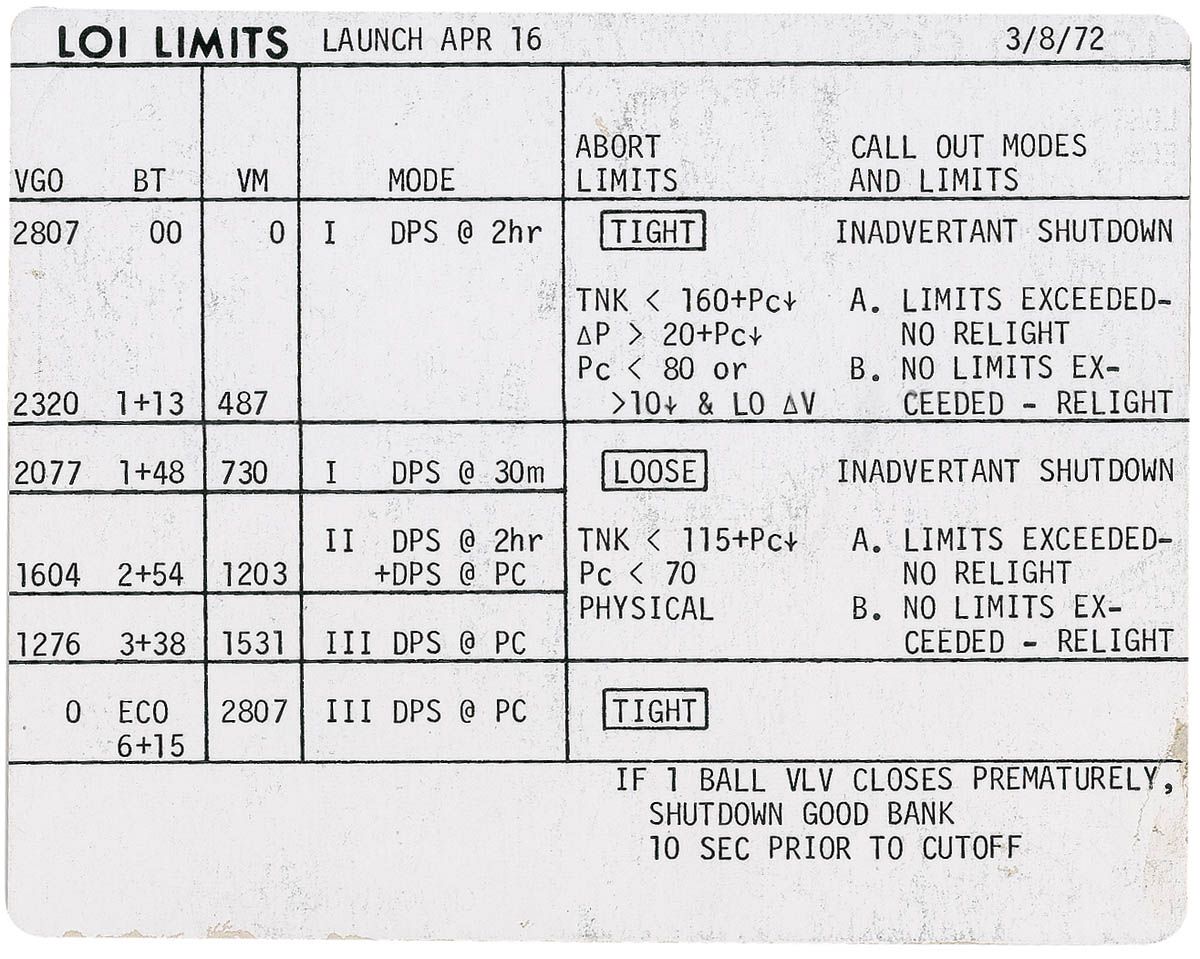 LOI LIMITS LAUNCH APR 16 3/8/72
ABORT CALL OUT MODES
VGO BT VM MODE LIMITS AND LIMITS
2807 00 0 I DPS @ 2hr TIGHT INADVERTANT SHUTDOWN
TNK < 160+Pc↓ A. LIMITS EXCEEDED-
ΔP > 20+Pc↓ NO RELIGHT
Pc < 80 or B. NO LIMITS EX-
2320 1+13 487 >10↓ & LO ΔV CEEDED - RELIGHT
2077 1+48 730 I DPS @ 30m LOOSE INADVERTANT SHUTDOWN
II DPS @ 2hr TNK < 115+Pc↓ A. LIMITS EXCEEDED-
1604 2+54 1203 +DPS @ PC Pc < 70 NO RELIGHT
PHYSICAL B. NO LIMITS EX-
1276 3+38 1531 III DPS @ PC CEEDED - RELIGHT
0 ECO 2807 III DPS @ PC TIGHT
6+15
IF 1 BALL VLV CLOSES PREMATURELY,
SHUTDOWN GOOD BANK
10 SEC PRIOR TO CUTOFF